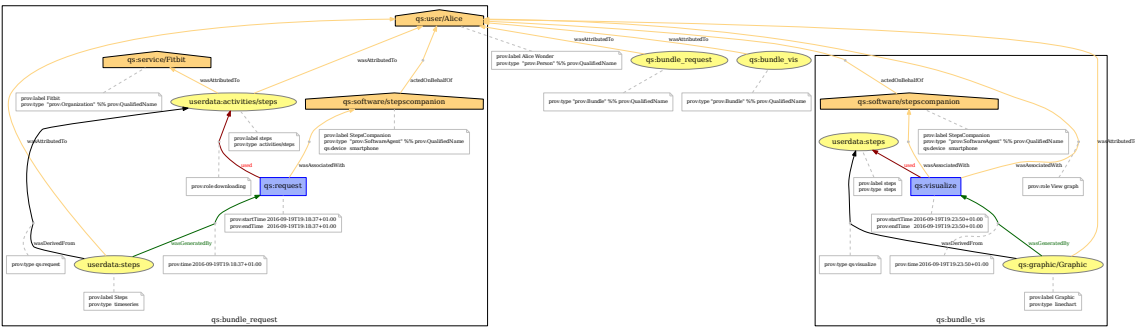 qs:user/Alice
wasAttributedTo
wasAttributedTo
qs:service/Fitbit
prov:label Alice Wonder
prov:type "prov:Person" %% prov:QualifiedName
qs:bundle_request
qs:bundle_vis
wasAttributedTo
wasAttributedTo
actedOnBehalfOf
actedOnBehalfOf
prov:label Fitbit
prov:type "prov:Organization" %% prov:QualifiedName
userdata:activities/steps
qs:software/stepscompanion
prov:type "prov:Bundle" %% prov:QualifiedName
prov:type "prov:Bundle" %% prov:QualifiedName
qs:software/stepscompanion
wasAttributedTo
prov:label steps
prov:type activities/steps
prov:label StepsCompanion
prov:type "prov:SoftwareAgent" %% prov:QualifiedName
qs:device smartphone
userdata:steps
prov:label StepsCompanion
prov:type "prov:SoftwareAgent" %% prov:QualifiedName
qs:device smartphone
wasAttributedTo
used
wasAssociatedWith
used
wasAssociatedWith
wasAssociatedWith
prov:role downloading
qs:request
prov:label steps
prov:type steps
qs:visualize
prov:role View graph
prov:startTime 2016-09-19T19:18:37+01:00
prov:endTime 2016-09-19T19:18:37+01:00
prov:startTime 2016-09-19T19:23:50+01:00
prov:endTime 2016-09-19T19:23:50+01:00
wasDerivedFrom
wasGeneratedBy
wasDerivedFrom
wasGeneratedBy
prov:type qs:request
userdata:steps
prov:time 2016-09-19T19:18:37+01:00
prov:type qs:visualize
prov:time 2016-09-19T19:23:50+01:00
qs:graphic/Graphic
prov:label Steps
prov:type timeseries
prov:label Graphic
prov:type linechart
qs:bundle_request
qs:bundle_vis